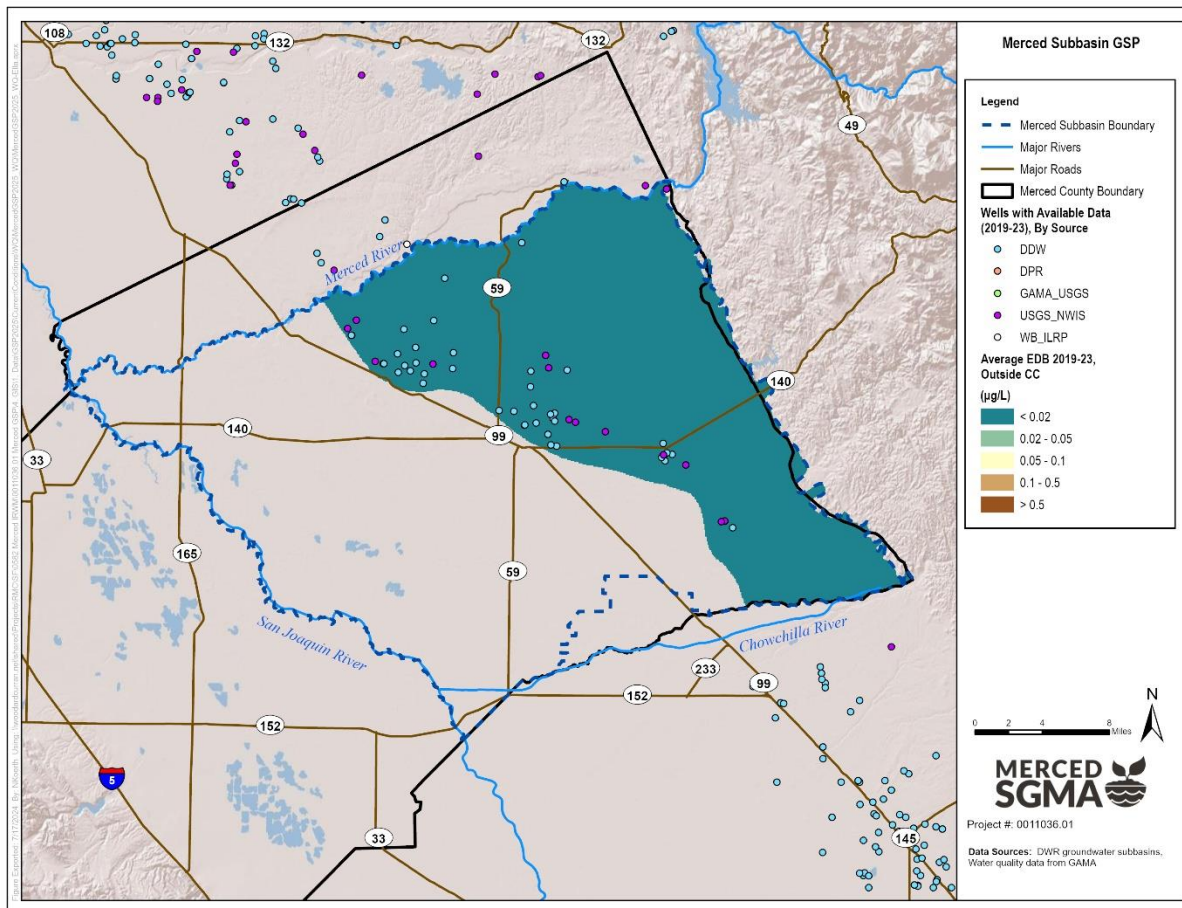 Merced Subbasin GSP
Legend
Merced Subbasin Boundary
Major Rivers
Major Roads
Merced County Boundary
Wells with Available Data
(2019-23), By Source
DDW
DPR
GAMA_USGS
USGS_NWIS
WB_ILRP
Average EDB 2019-23,
Outside CC
(µg/L)
< 0.02
0.02 - 0.05
0.05 - 0.1
0.1 - 0.5
> 0.5
N
0 2 4 8
Miles
MERCED
SGMA
Project #: 0011036.01
Data Sources: DWR groundwater subbasins,
Water quality data from GAMA
108
132
132
49
Merced River
59
140
140
99
33
165
59
San Joaquin River
Chowchilla River
233
99
152
152
5
33
145